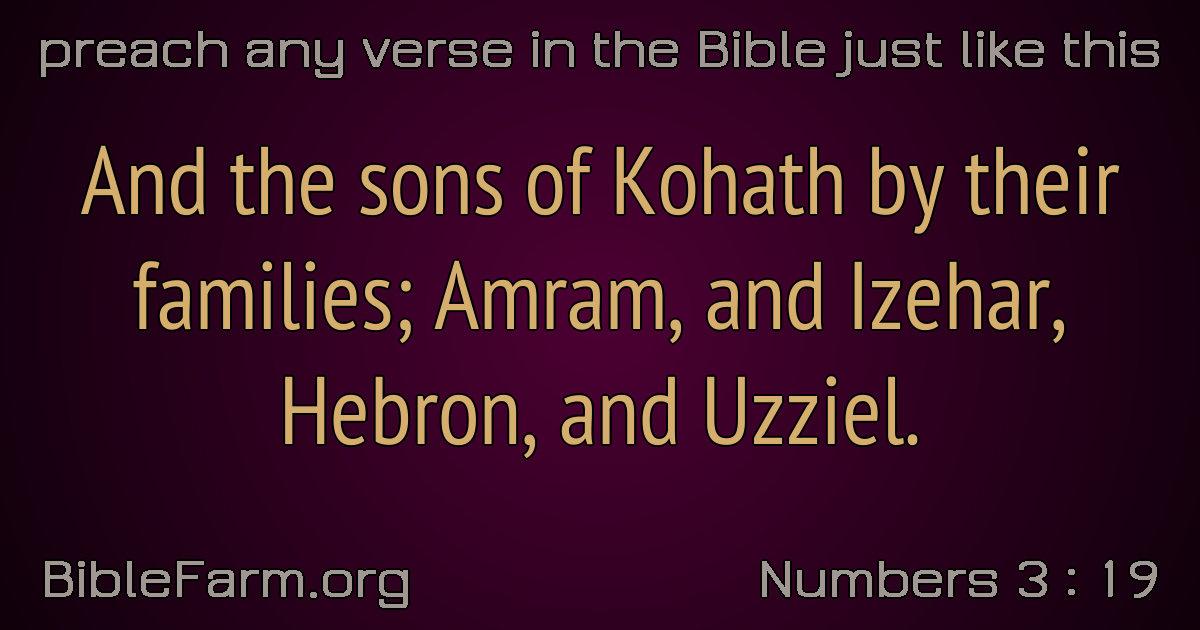 preach any verse in the Bible just like this
And the sons of Kohath by their
families; Amram, and Izehar,
Hebron, and Uzziel.
BibleFarm.org
Numbers 3 : 19